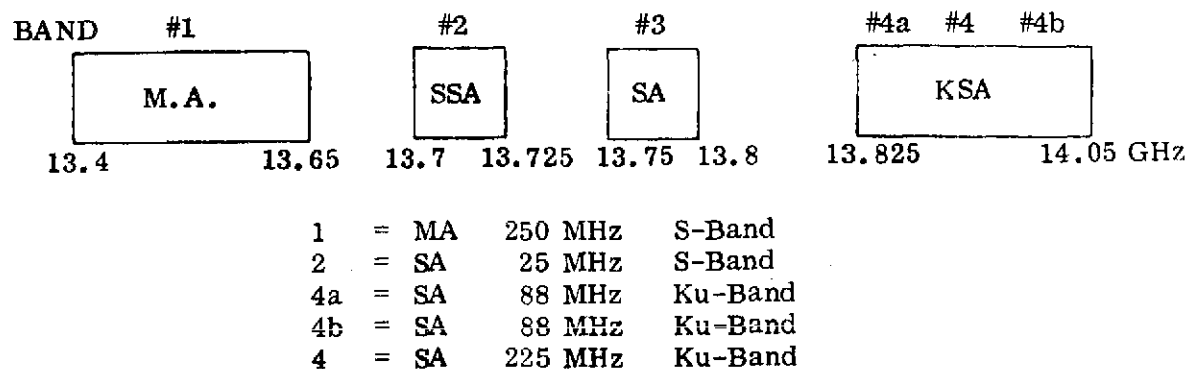 BAND #1 #2 #3 #4a #4 #4b
M.A. SSA SA KSA
13.4 13.65 13.7 13.725 13.75 13.8 13.825 14.05 GHz
1 = MA 250 MHz S-Band
2 = SA 25 MHz S-Band
4a = SA 88 MHz Ku-Band
4b = SA 88 MHz Ku-Band
4 = SA 225 MHz Ku-Band